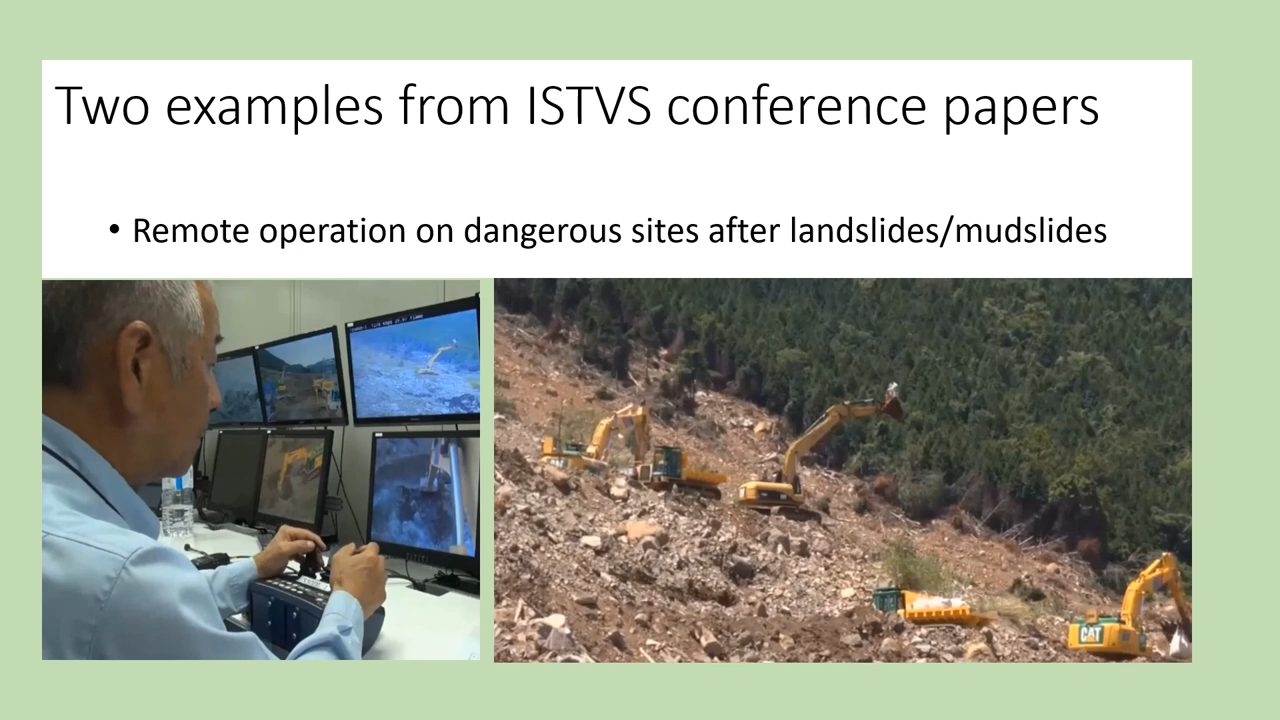 Two examples from ISTVS conference papers
• Remote operation on dangerous sites after landslides/mudslides
CAT